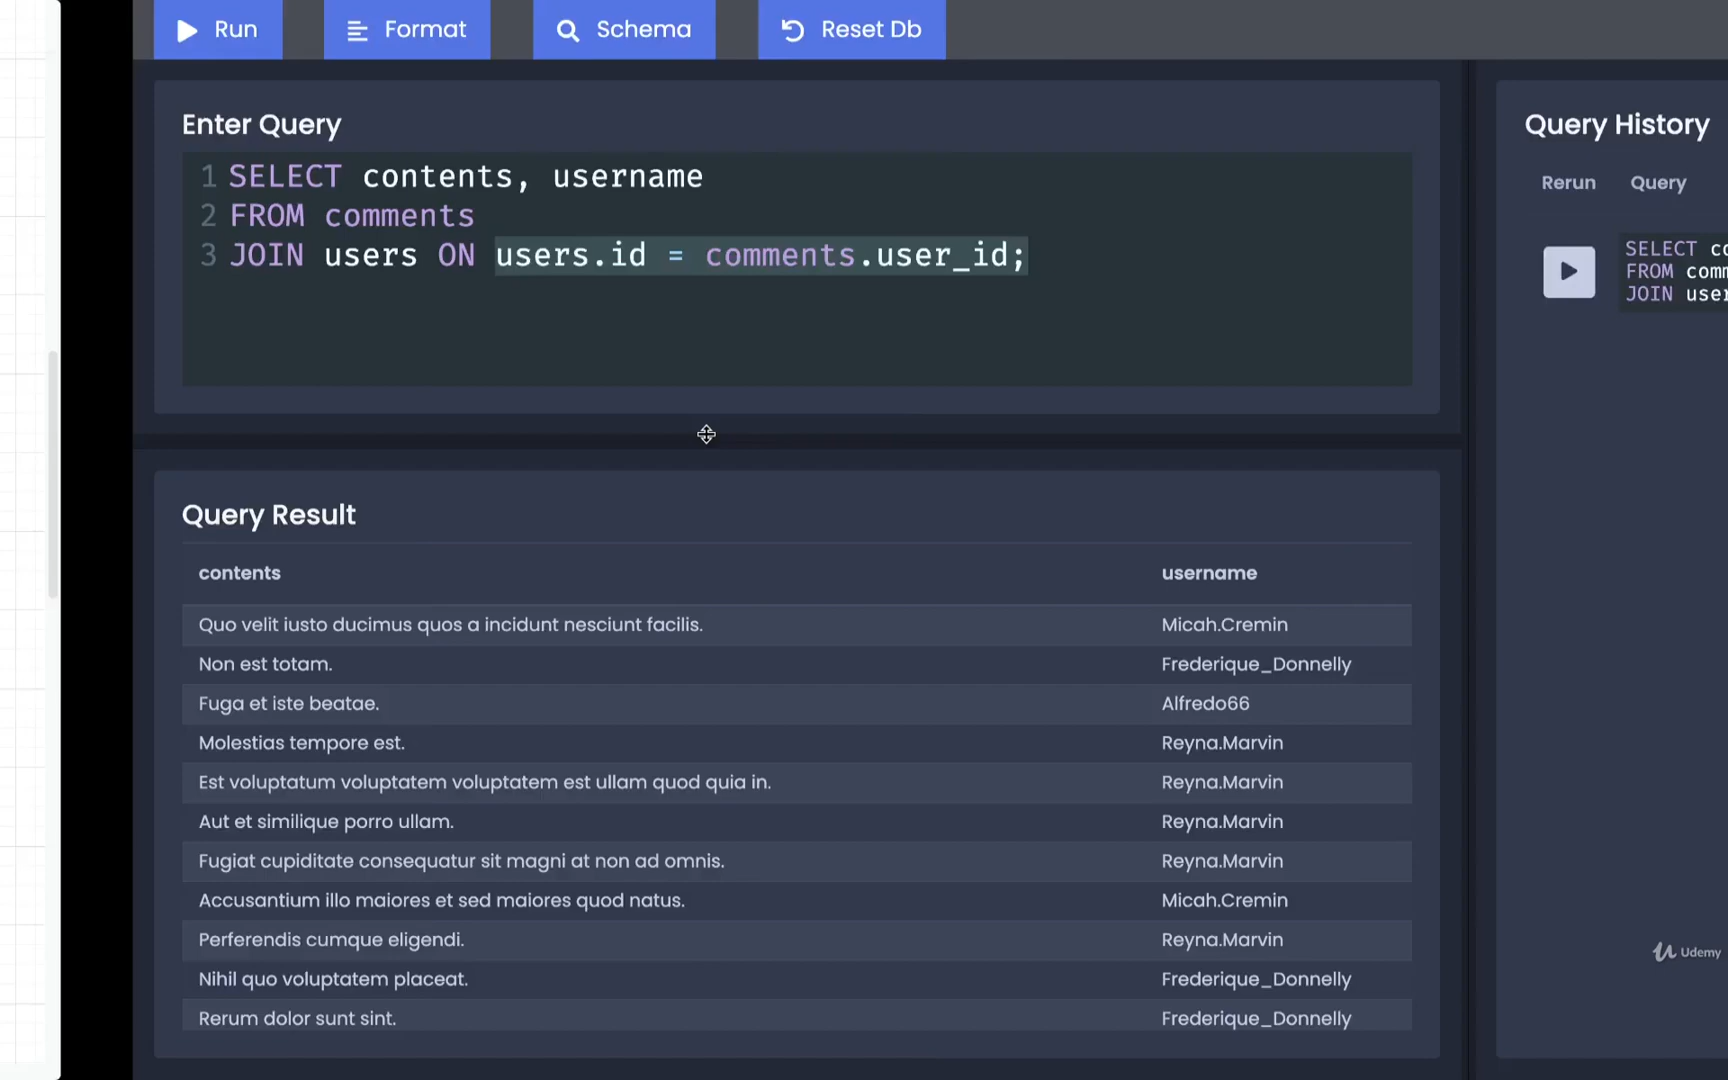 Run Format Schema Reset Db
Enter Query
1 SELECT contents, username
2 FROM comments
3 JOIN users ON users.id = comments.user_id;
Query History
Rerun Query
SELECT
FROM
JOIN
Query Result
contents username
Quo velit iusto ducimus quos a incidunt nesciunt facilis. Micah.Cremin
Non est totam. Frederique_Donnelly
Fuga et iste beatae. Alfredo66
Molestias tempore est. Reyna.Marvin
Est voluptatum voluptatem voluptatem est ullam quod quia in. Reyna.Marvin
Aut et similique porro ullam. Reyna.Marvin
Fugiat cupiditate consequatur sit magni at non ad omnis. Reyna.Marvin
Accusantium illo maiores et sed maiores quod natus. Micah.Cremin
Perferendis cumque eligendi. Reyna.Marvin
Nihil quo voluptatem placeat. Frederique_Donnelly
Rerum dolor sunt sint. Frederique_Donnelly
Udemy